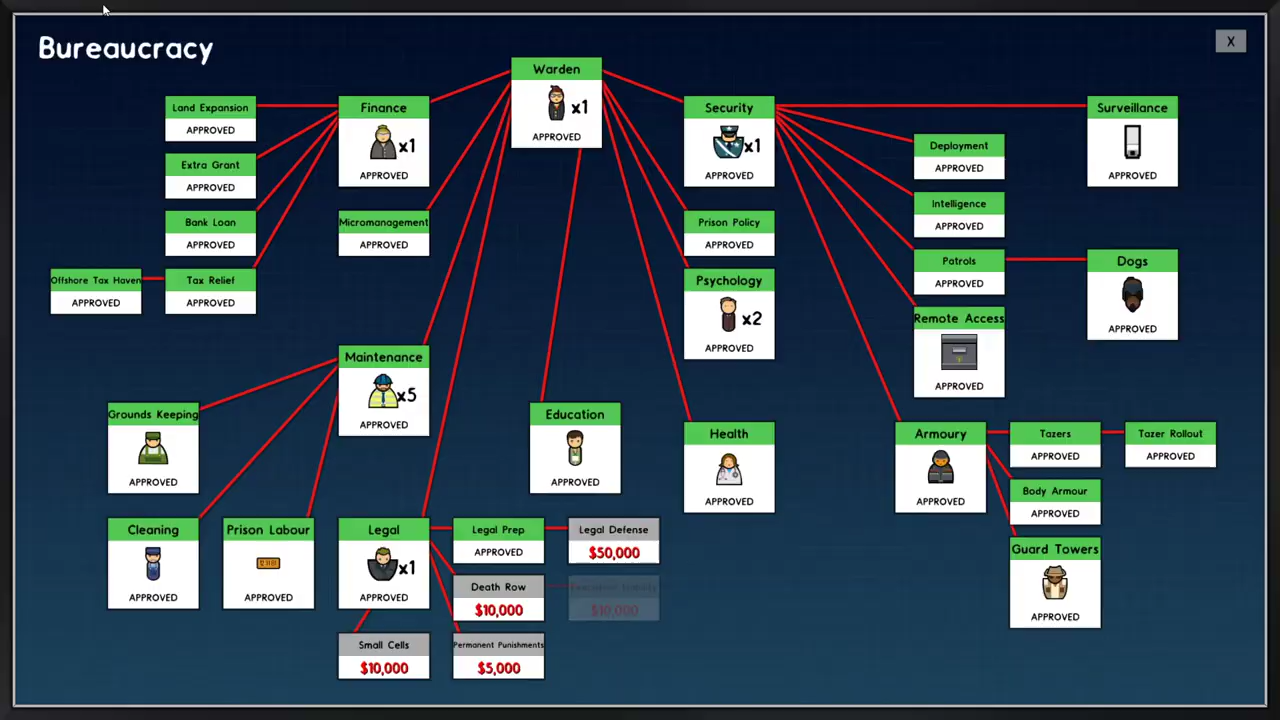 Bureaucracy
X
Warden
x1
APPROVED
Land Expansion
APPROVED
Finance
x1
APPROVED
Security
x1
APPROVED
Surveillance
APPROVED
Extra Grant
APPROVED
Deployment
APPROVED
Bank Loan
APPROVED
Micromanagement
APPROVED
Prison Policy
APPROVED
Intelligence
APPROVED
Offshore Tax Haven
APPROVED
Tax Relief
APPROVED
Psychology
x2
APPROVED
Patrols
APPROVED
Dogs
APPROVED
Remote Access
APPROVED
Maintenance
x5
APPROVED
Grounds Keeping
APPROVED
Education
APPROVED
Health
APPROVED
Armoury
APPROVED
Tazers
APPROVED
Tazer Rollout
APPROVED
Body Armour
APPROVED
Guard Towers
APPROVED
Cleaning
APPROVED
Prison Labour
APPROVED
Legal
x1
APPROVED
Legal Prep
APPROVED
Legal Defense
$50,000
Death Row
$10,000
$10,000
Small Cells
$10,000
Permanent Punishments
$5,000